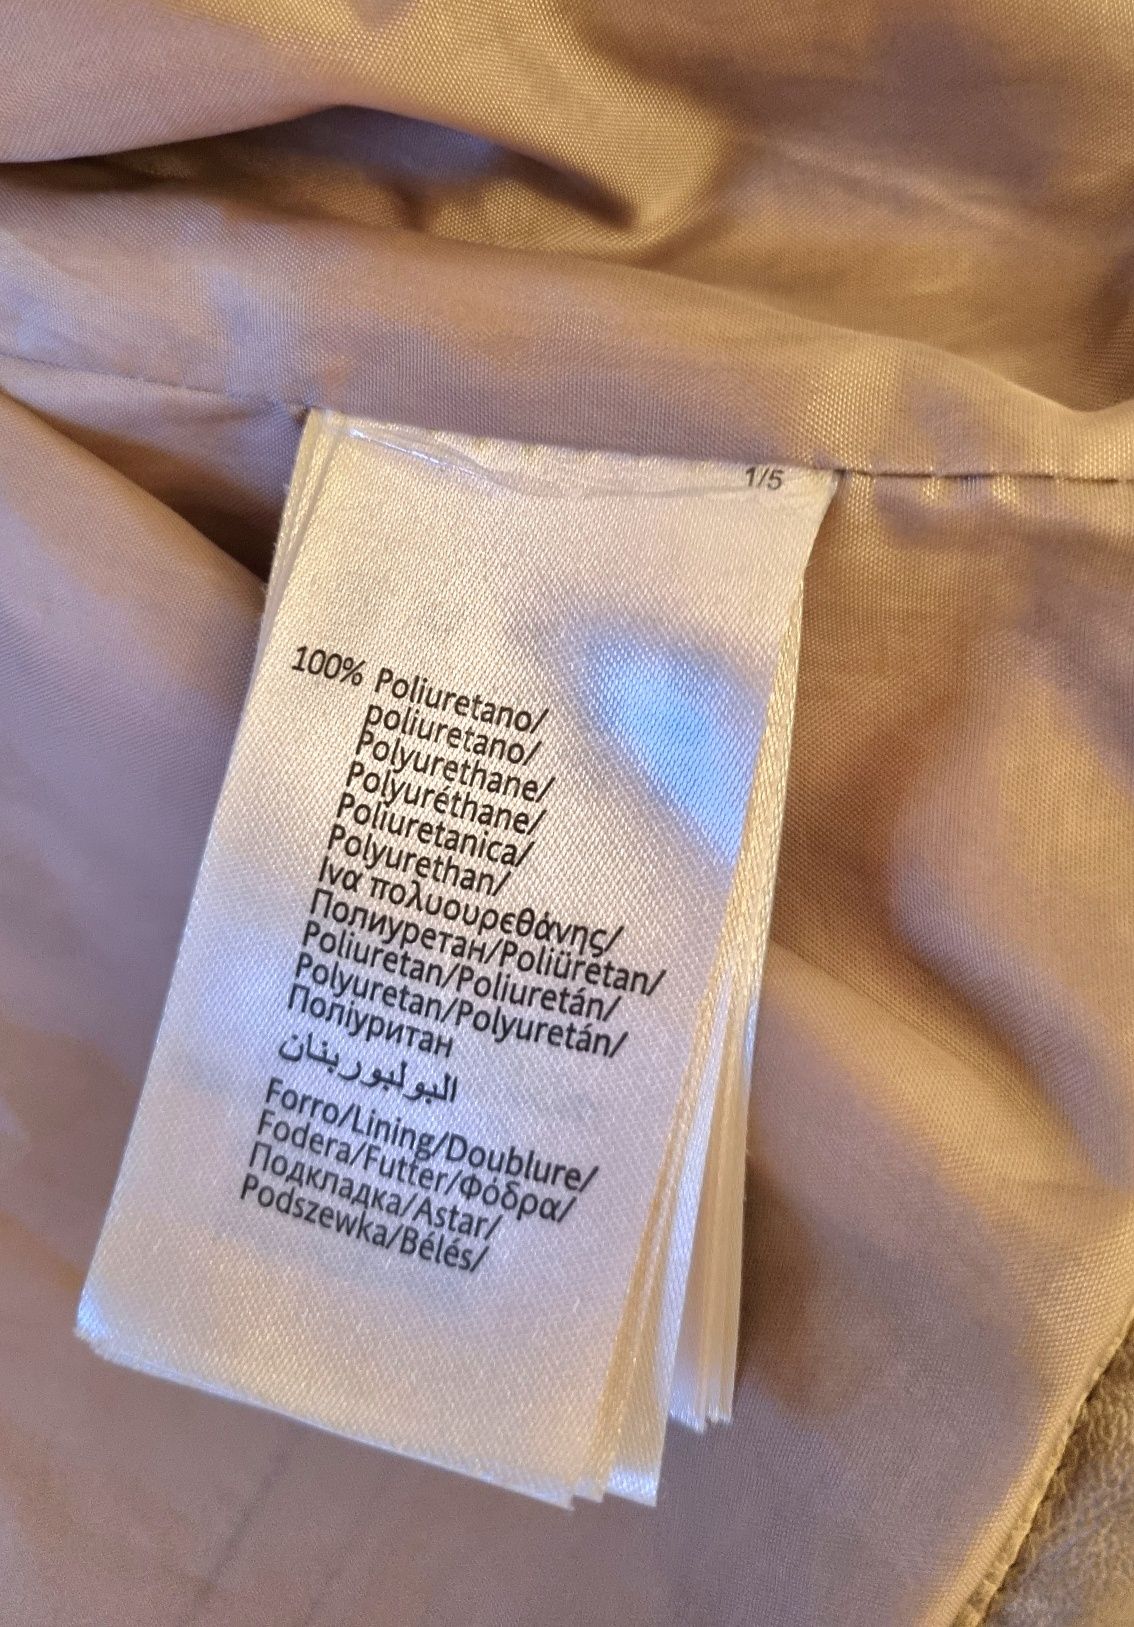 1/5
100% Poliuretano/
poliuretano/
Polyurethane/
Polyuréthane/
Poliuretanica/
Polyurethan/
Ινα πολυουρεθάνης/
Полиуретан/Poliüretan/
Poliuretan/Poliuretán/
Polyuretan/Polyuretán/
Поліуритан
البوليوريتان
Forro/Lining/Doublure/
Fodera/Futter/Φόδρα/
Подкладка/Astar/
Podszewka/Bélés/